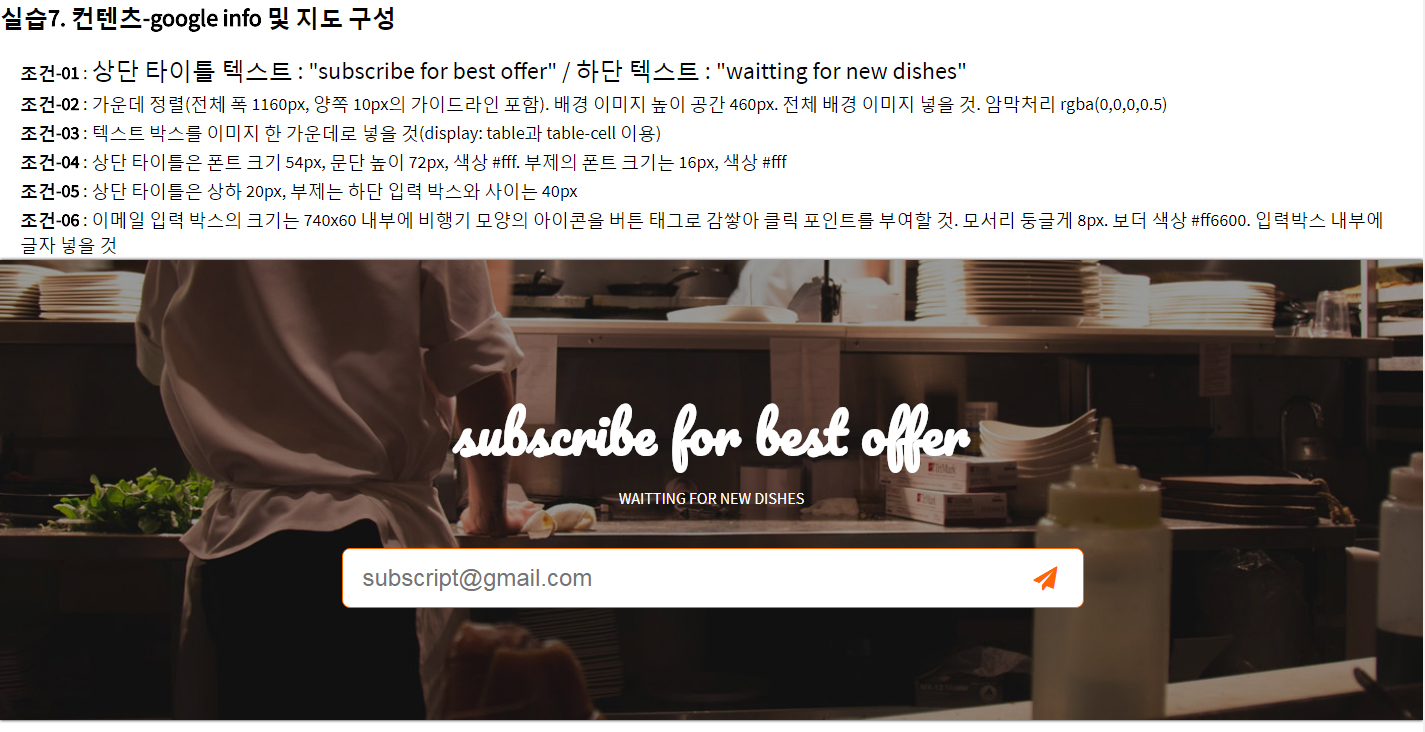 실습7. 컨텐츠-google info 및 지도 구성
조건-01 : 상단 타이틀 텍스트 : "subscribe for best offer" / 하단 텍스트 : "waitting for new dishes"
조건-02 : 가운데 정렬(전체 폭 1160px, 양쪽 10px의 가이드라인 포함). 배경 이미지 높이 공간 460px. 전체 배경 이미지 넣을 것. 암막처리 rgba(0,0,0,0.5)
조건-03 : 텍스트 박스를 이미지 한 가운데로 넣을 것(display: table과 table-cell 이용)
조건-04 : 상단 타이틀은 폰트 크기 54px, 문단 높이 72px, 색상 #fff. 부제의 폰트 크기는 16px, 색상 #fff
조건-05 : 상단 타이틀은 상하 20px, 부제는 하단 입력 박스와 사이는 40px
조건-06 : 이메일 입력 박스의 크기는 740x60 내부에 비행기 모양의 아이콘을 버튼 태그로 감쌓아 클릭 포인트를 부여할 것. 모서리 둥글게 8px. 보더 색상 #ff6600. 입력박스 내부에
글자 넣을 것
subscribe for best offer
WAITTING FOR NEW DISHES
subscript@gmail.com